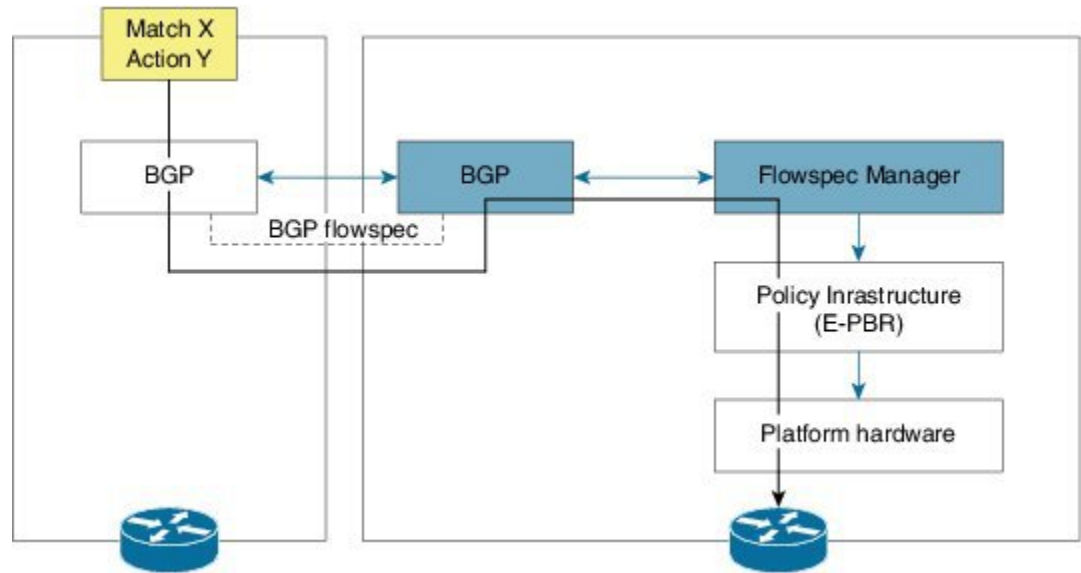 Match X
Action Y
BGP
BGP
Flowspec Manager
BGP flowspec
Policy Inrastructure
(E-PBR)
Platform hardware